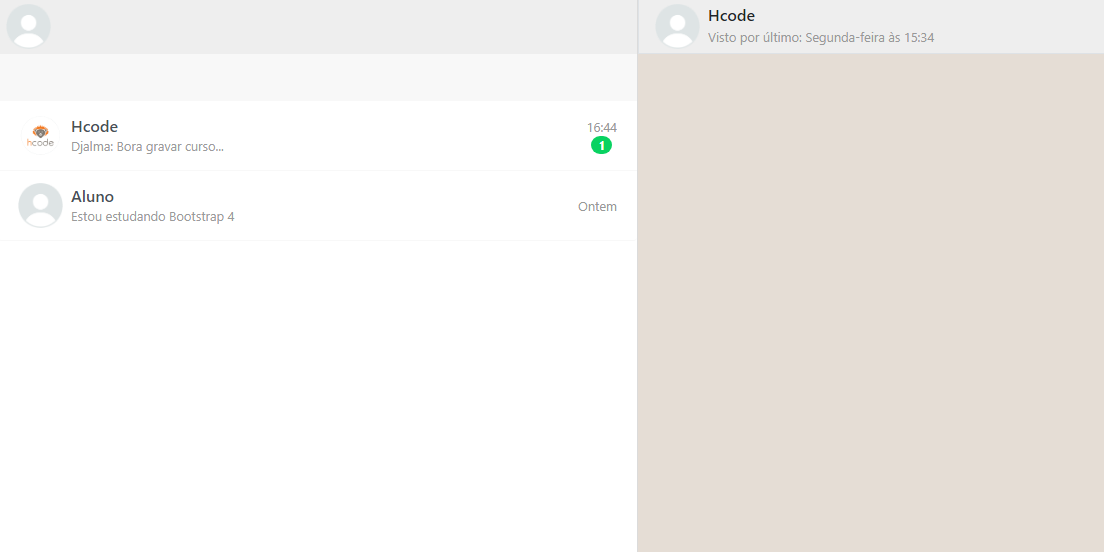 Hcode
Visto por último: Segunda-feira às 15:34
hcode
Hcode
16:44
Djalma: Bora gravar curso...
1
Aluno
Ontem
Estou estudando Bootstrap 4